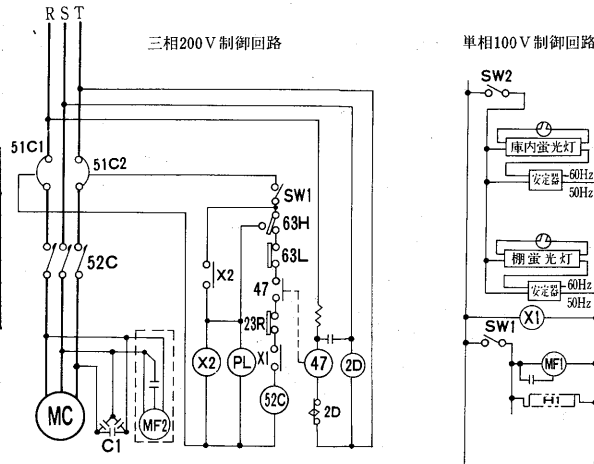 R S T
三相200V制御回路
51C1
51C2
SW1
63H
63L
52C
X2
47
23R
X1
X2
PL
47
2D
52C
2D
MC
C1
MF2
単相100V制御回路
SW2
庫内蛍光灯
安定器
60Hz
50Hz
棚蛍光灯
安定器
60Hz
50Hz
X1
SW1
MF1
H1